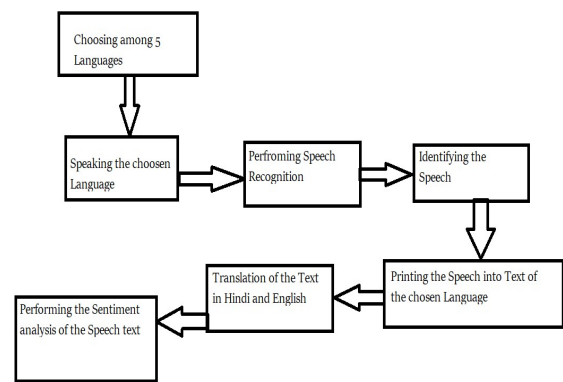 Choosing among 5
Languages
Speaking the choosen
Language
Perfroming Speech
Recognition
Identifying the
Speech
Printing the Speech into Text of
the chosen Language
Translation of the Text
in Hindi and English
Performing the Sentiment
analysis of the Speech text